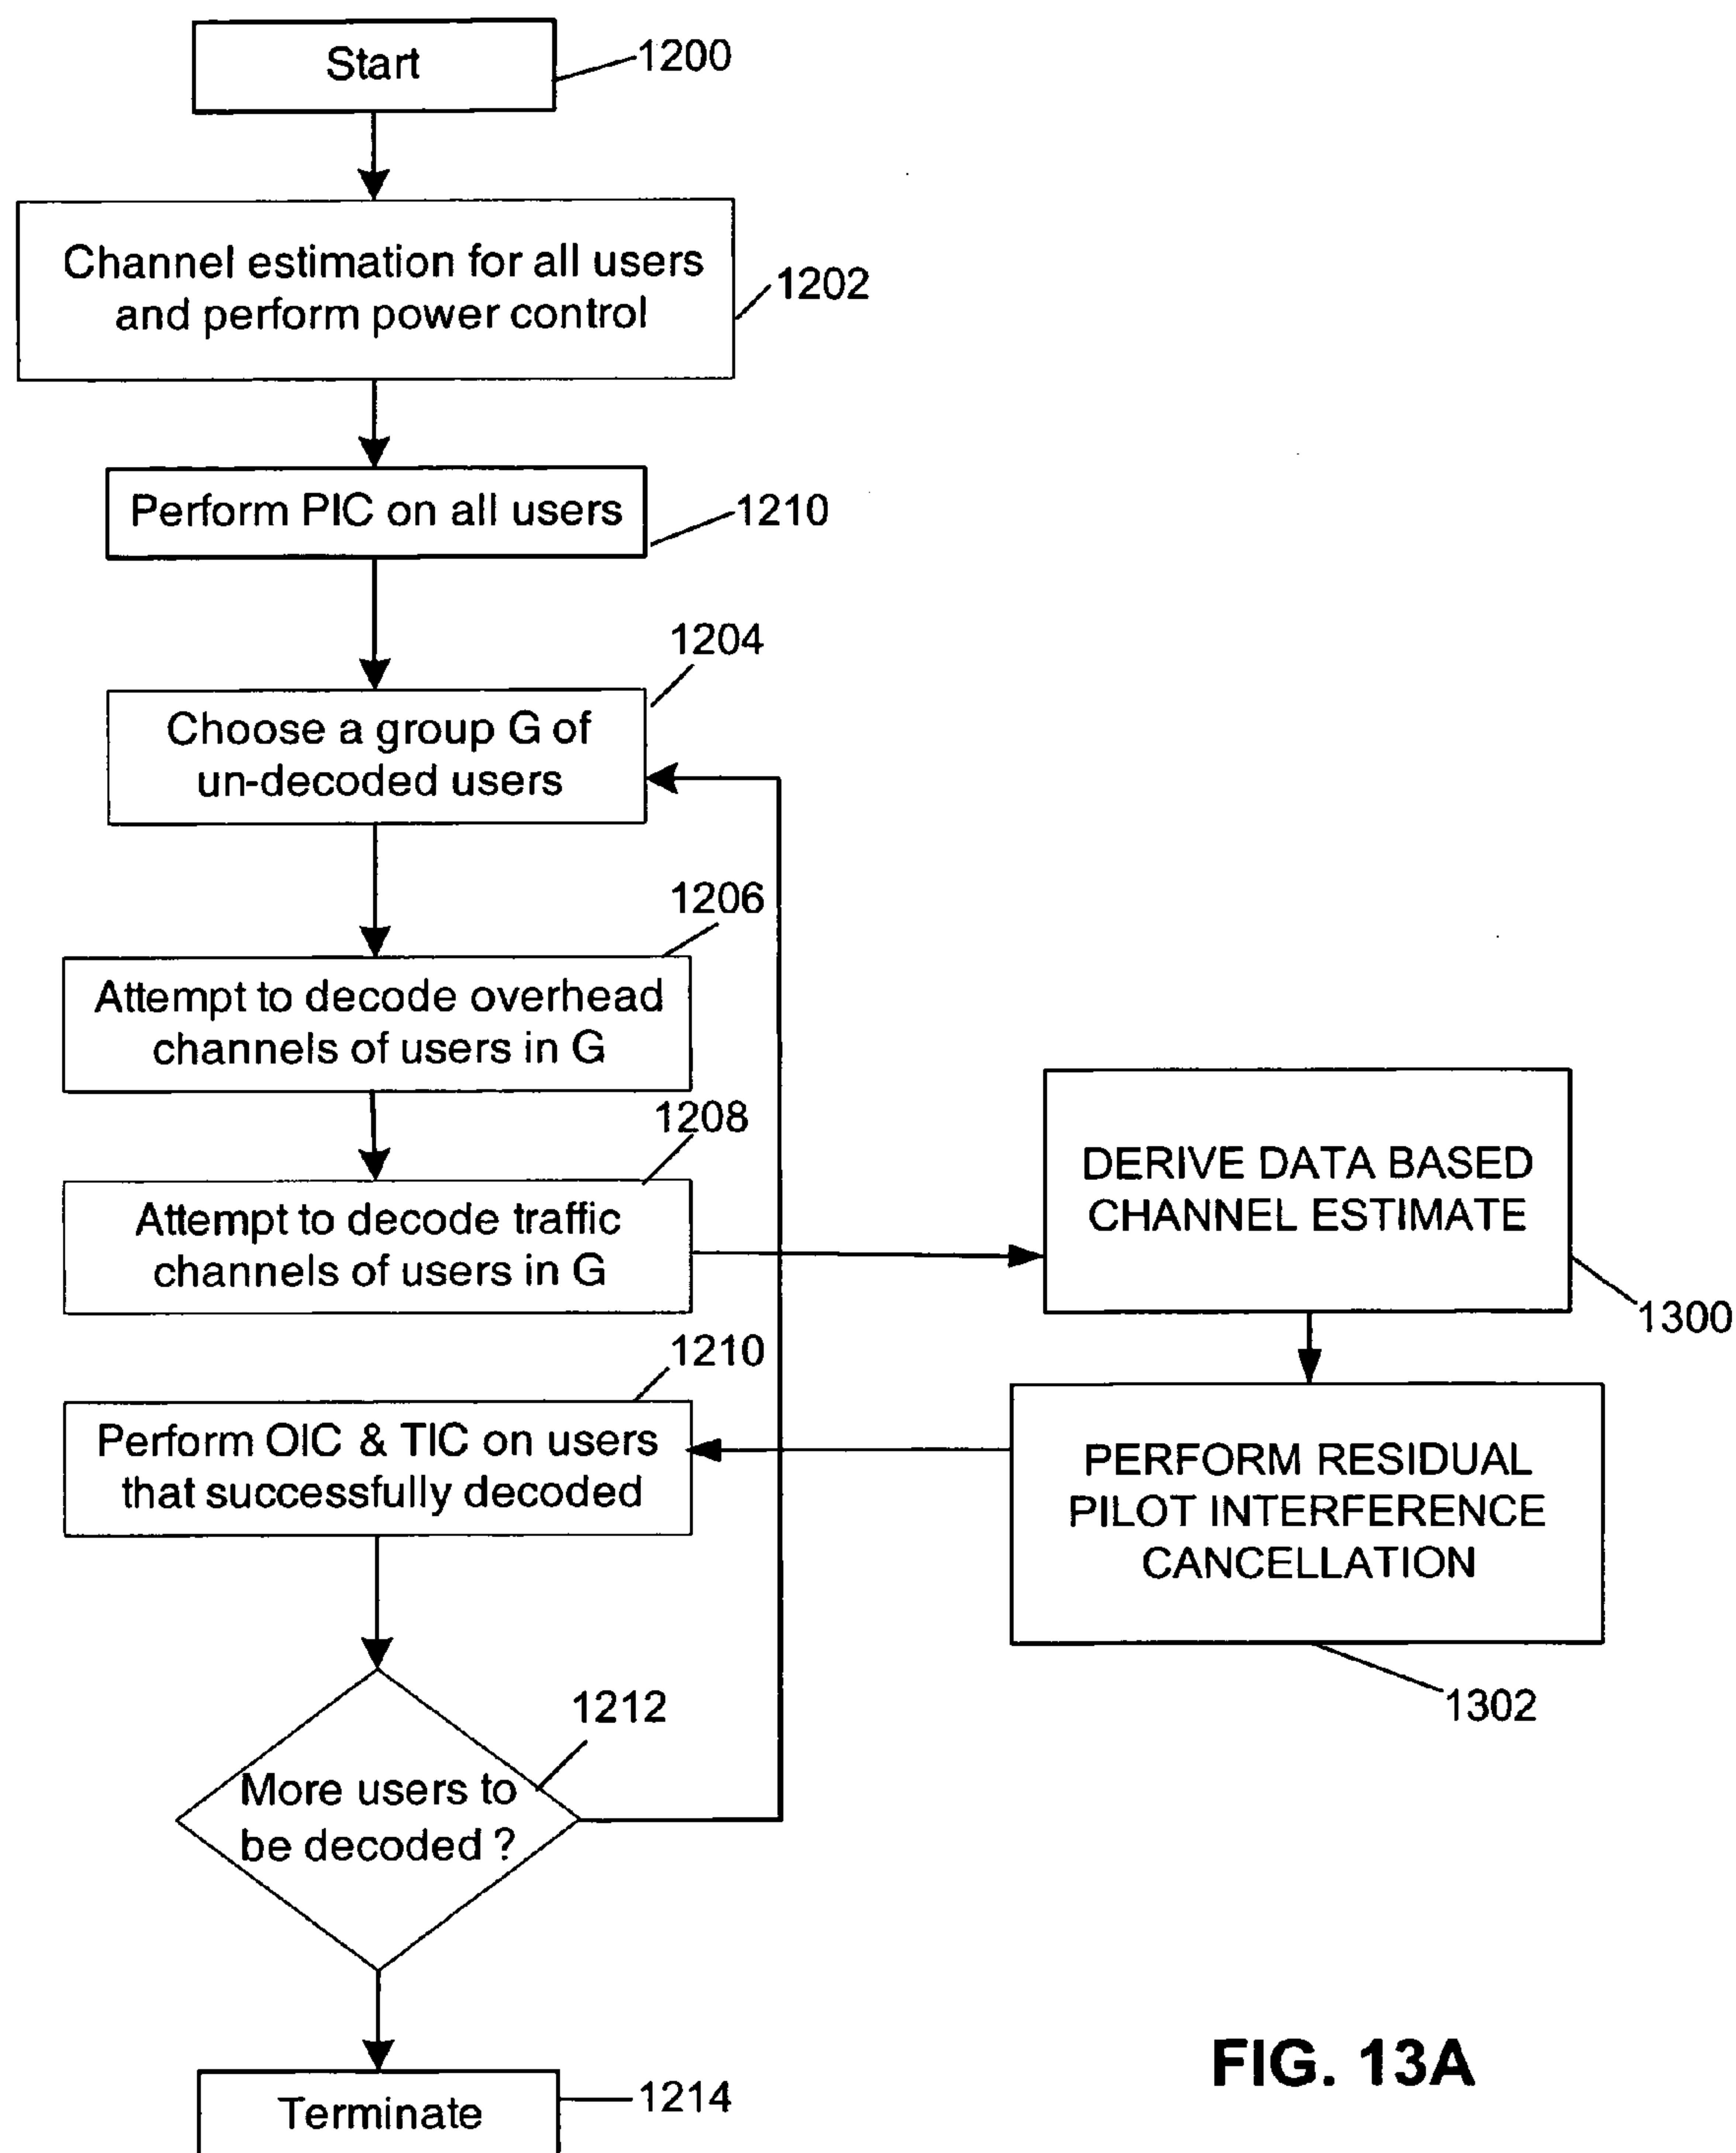 Start
1200
Channel estimation for all users
and perform power control
1202
Perform PIC on all users
1210
1204
Choose a group G of
un-decoded users
1206
Attempt to decode overhead
channels of users in G
1208
Attempt to decode traffic
channels of users in G
DERIVE DATA BASED
CHANNEL ESTIMATE
1300
1210
Perform OIC & TIC on users
that successfully decoded
PERFORM RESIDUAL
PILOT INTERFERENCE
CANCELLATION
1302
1212
More users to
be decoded ?
Terminate
1214
FIG. 13A